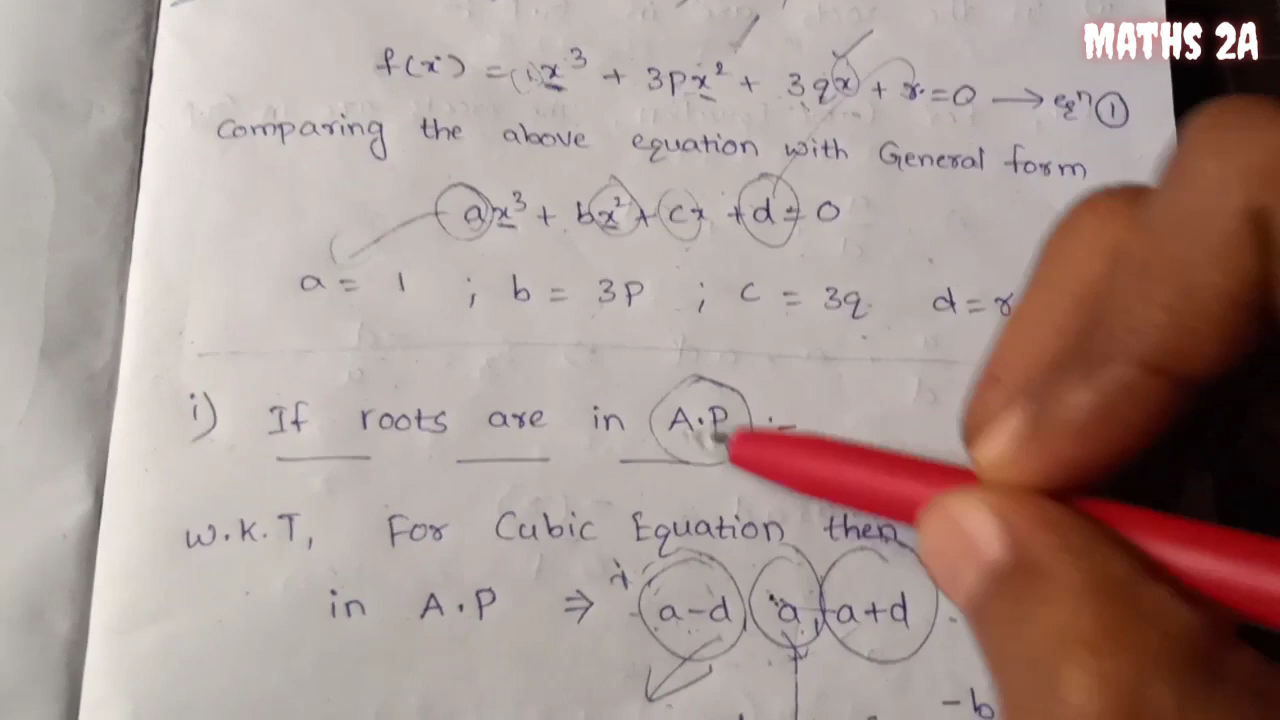 MATHS 2A
f(x) = (1)x³ + 3px² + 3qx + r = 0 → eqⁿ ①
comparing the above equation with General form
ax³ + bx² + cx + d = 0
a = 1 ; b = 3p ; c = 3q d = r
i) If roots are in A.P :-
W.K.T, For Cubic Equation then
in A.P ⇒ a-d, a, a+d
-b